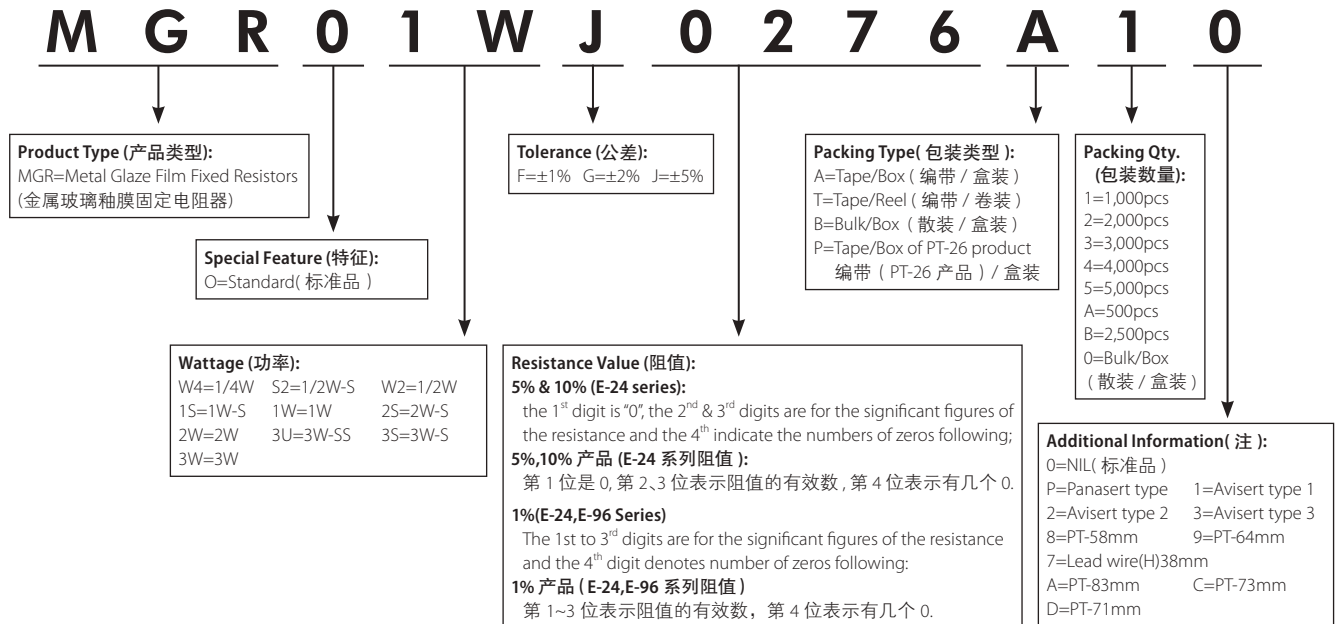 M G R 0 1 W J 0 2 7 6 A 1 0
Product Type (产品类型):
MGR=Metal Glaze Film Fixed Resistors
(金属玻璃釉膜固定电阻器)
Special Feature (特征):
O=Standard( 标准品 )
Wattage (功率):
W4=1/4W S2=1/2W-S W2=1/2W
1S=1W-S 1W=1W 2S=2W-S
2W=2W 3U=3W-SS 3S=3W-S
3W=3W
Tolerance (公差):
F=±1% G=±2% J=±5%
Resistance Value (阻值):
5% & 10% (E-24 series):
the 1st digit is "0", the 2nd & 3rd digits are for the significant figures of
the resistance and the 4th indicate the numbers of zeros following;
5%,10% 产品 (E-24 系列阻值 ):
第 1 位是 0, 第 2、3 位表示阻值的有效数 , 第 4 位表示有几个 0.
1%(E-24,E-96 Series)
The 1st to 3rd digits are for the significant figures of the resistance
and the 4th digit denotes number of zeros following:
1% 产品 ( E-24,E-96 系列阻值 )
第 1~3 位表示阻值的有效数，第 4 位表示有几个 0.
Packing Type( 包装类型 ):
A=Tape/Box ( 编带 / 盒装 )
T=Tape/Reel ( 编带 / 卷装 )
B=Bulk/Box ( 散装 / 盒装 )
P=Tape/Box of PT-26 product
编带 ( PT-26 产品 ) / 盒装
Packing Qty.
(包装数量):
1=1,000pcs
2=2,000pcs
3=3,000pcs
4=4,000pcs
5=5,000pcs
A=500pcs
B=2,500pcs
0=Bulk/Box
( 散装 / 盒装 )
Additional Information( 注 ):
0=NIL( 标准品 )
P=Panasert type 1=Avisert type 1
2=Avisert type 2 3=Avisert type 3
8=PT-58mm 9=PT-64mm
7=Lead wire(H)38mm
A=PT-83mm C=PT-73mm
D=PT-71mm